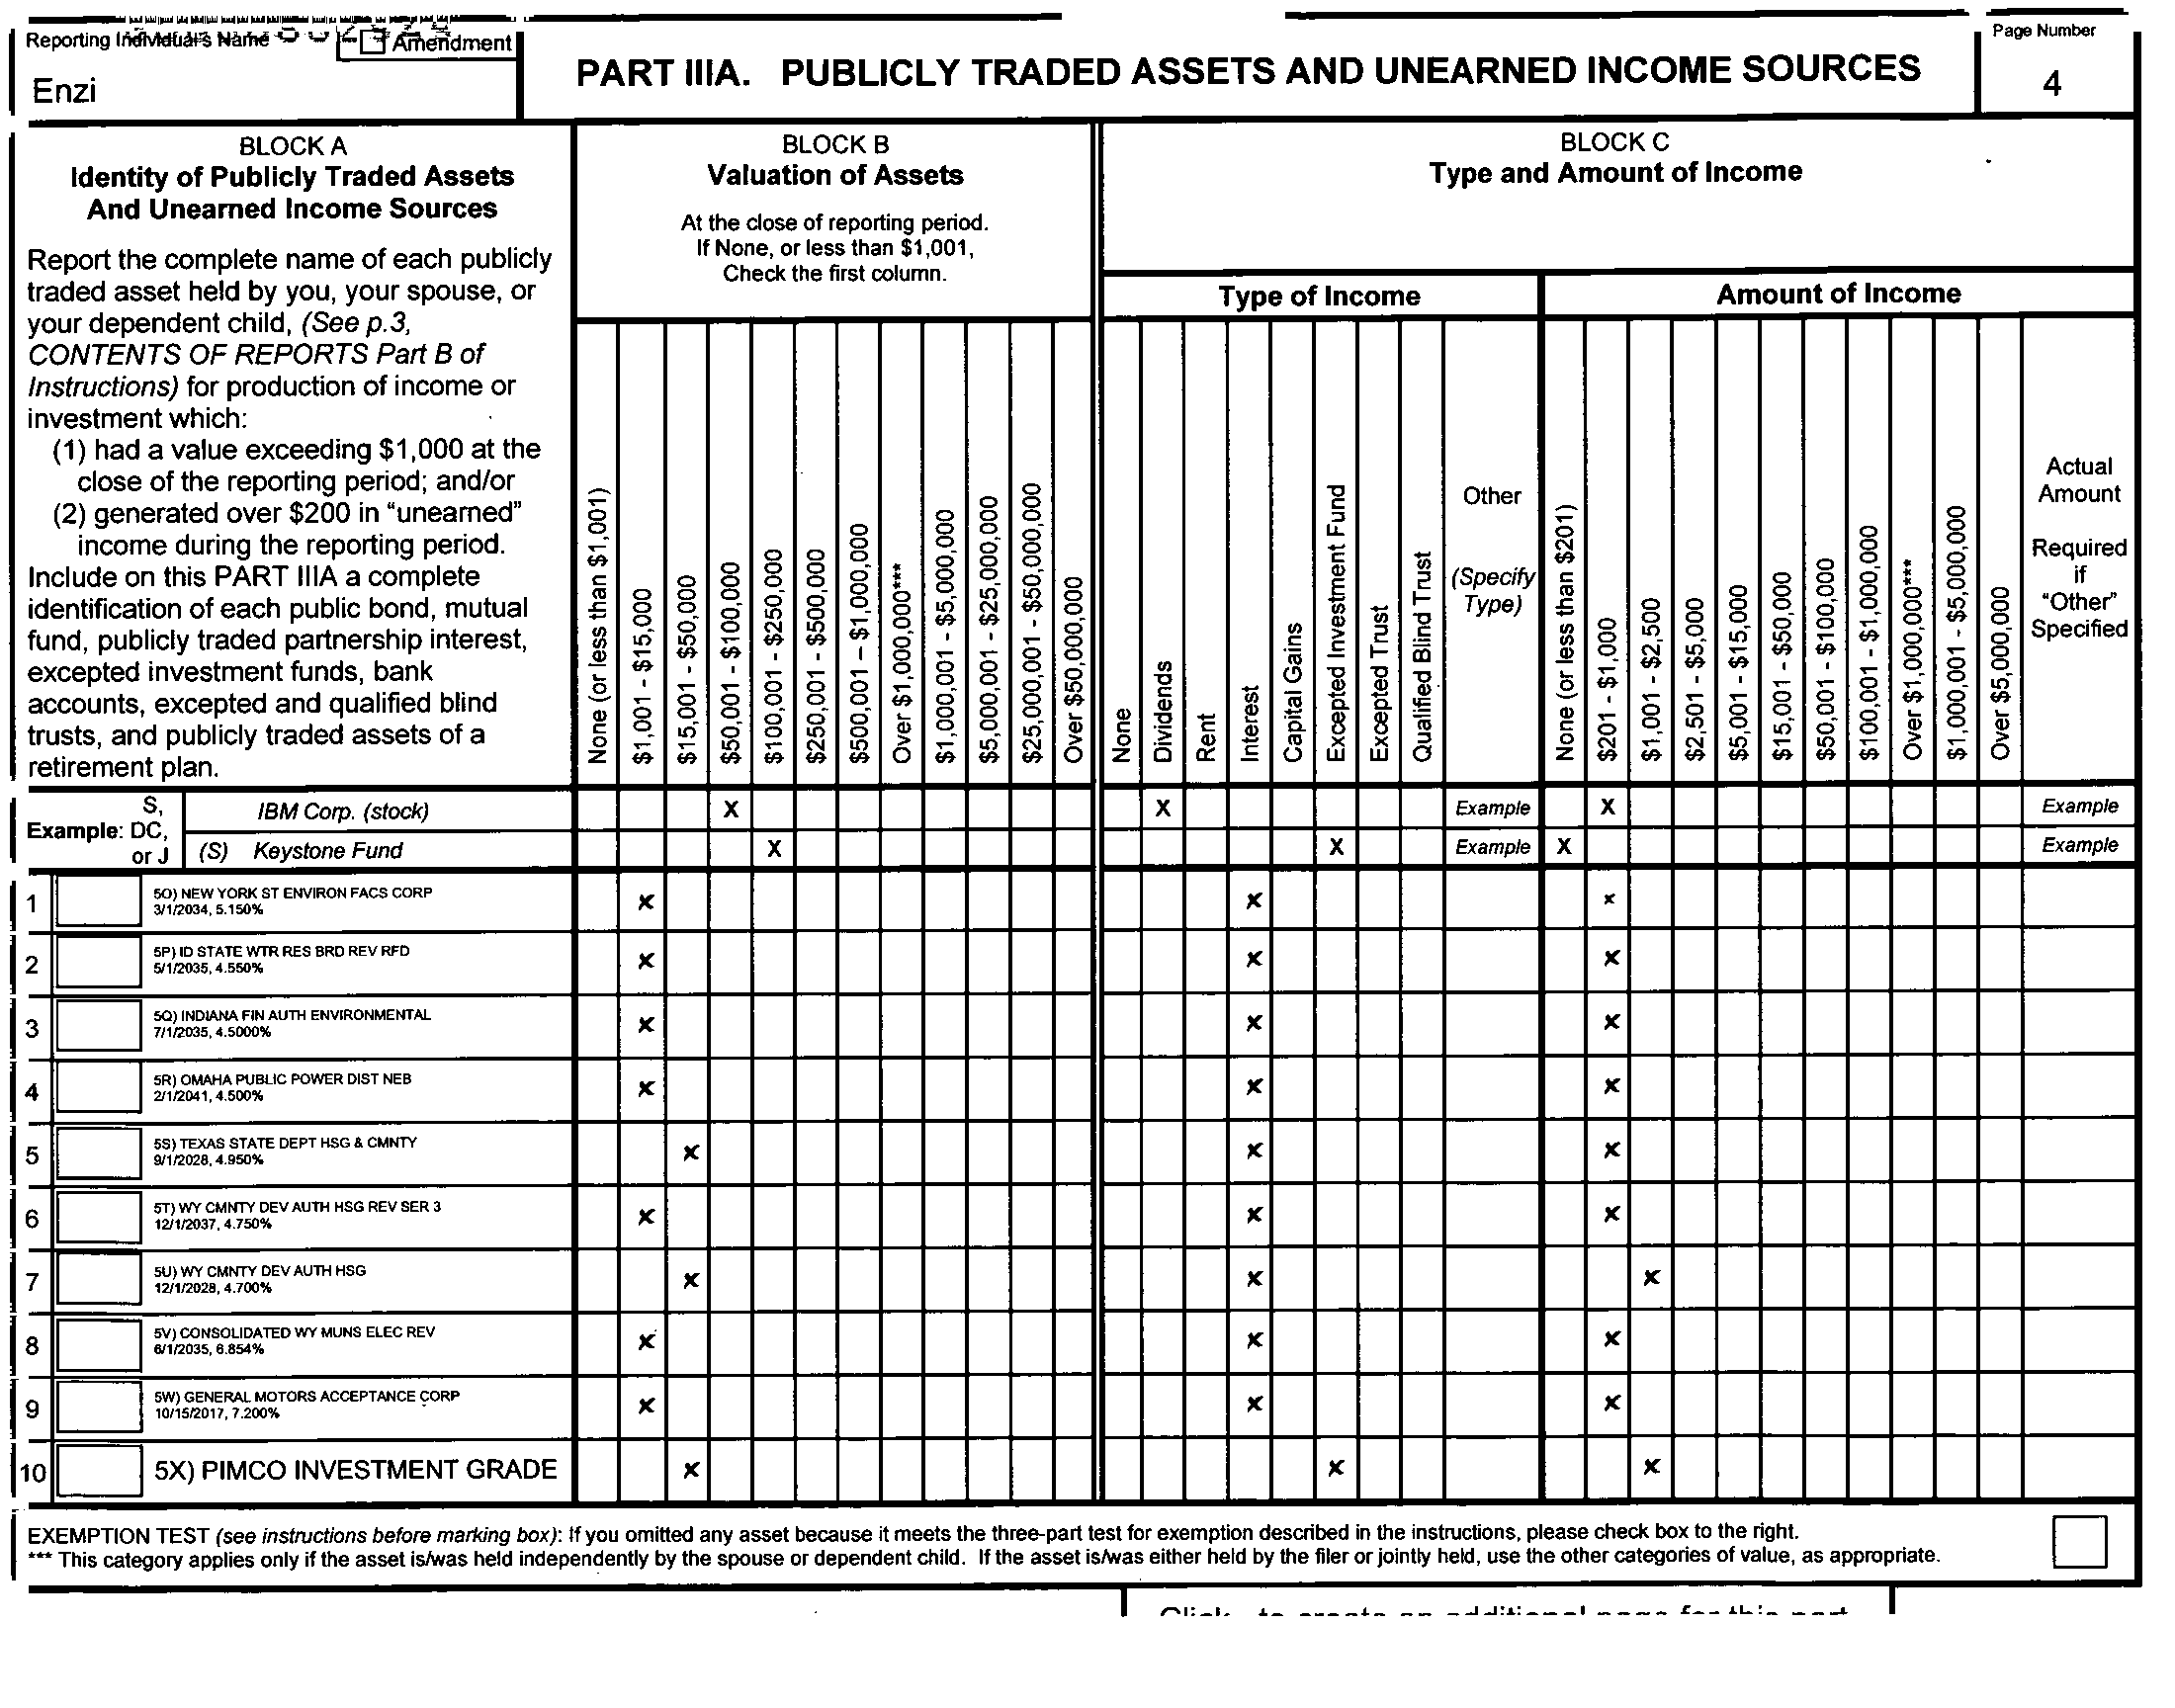 Reporting Individual's Name
Amendment
Enzi
PART IIIA. PUBLICLY TRADED ASSETS AND UNEARNED INCOME SOURCES
Page Number
4
BLOCK A
Identity of Publicly Traded Assets
And Unearned Income Sources
Report the complete name of each publicly
traded asset held by you, your spouse, or
your dependent child, (See p.3,
CONTENTS OF REPORTS Part B of
Instructions) for production of income or
investment which:
(1) had a value exceeding $1,000 at the
close of the reporting period; and/or
(2) generated over $200 in "unearned"
income during the reporting period.
Include on this PART IIIA a complete
identification of each public bond, mutual
fund, publicly traded partnership interest,
excepted investment funds, bank
accounts, excepted and qualified blind
trusts, and publicly traded assets of a
retirement plan.
BLOCK B
Valuation of Assets
At the close of reporting period.
If None, or less than $1,001,
Check the first column.
None (or less than $1,001)
$1,001 - $15,000
$15,001 - $50,000
$50,001 - $100,000
$100,001 - $250,000
$250,001 - $500,000
$500,001 – $1,000,000
Over $1,000,000***
$1,000,001 - $5,000,000
$5,000,001 - $25,000,000
$25,000,001 - $50,000,000
Over $50,000,000
BLOCK C
Type and Amount of Income
Type of Income
None
Dividends
Rent
Interest
Capital Gains
Excepted Investment Fund
Excepted Trust
Qualified Blind Trust
Other
(Specify
Type)
Amount of Income
None (or less than $201)
$201 - $1,000
$1,001 - $2,500
$2,501 - $5,000
$5,001 - $15,000
$15,001 - $50,000
$50,001 - $100,000
$100,001 - $1,000,000
Over $1,000,000***
$1,000,001 - $5,000,000
Over $5,000,000
Actual
Amount
Required
if
"Other"
Specified
Example: S, DC, or J
IBM Corp. (stock) X X Example X Example
(S) Keystone Fund X X Example X Example
1 5O) NEW YORK ST ENVIRON FACS CORP x x x
3/1/2034, 5.150%
2 5P) ID STATE WTR RES BRD REV RFD x x x
5/1/2035, 4.550%
3 5Q) INDIANA FIN AUTH ENVIRONMENTAL x x x
7/1/2035, 4.5000%
4 5R) OMAHA PUBLIC POWER DIST NEB x x x
2/1/2041, 4.500%
5 5S) TEXAS STATE DEPT HSG & CMNTY x x x
9/1/2028, 4.950%
6 5T) WY CMNTY DEV AUTH HSG REV SER 3 x x x
12/1/2037, 4.750%
7 5U) WY CMNTY DEV AUTH HSG x x x
12/1/2028, 4.700%
8 5V) CONSOLIDATED WY MUNS ELEC REV x x x
6/1/2035, 6.854%
9 5W) GENERAL MOTORS ACCEPTANCE CORP x x x
10/15/2017, 7.200%
10 5X) PIMCO INVESTMENT GRADE x x x
EXEMPTION TEST (see instructions before marking box): If you omitted any asset because it meets the three-part test for exemption described in the instructions, please check box to the right.
*** This category applies only if the asset is/was held independently by the spouse or dependent child. If the asset is/was either held by the filer or jointly held, use the other categories of value, as appropriate.